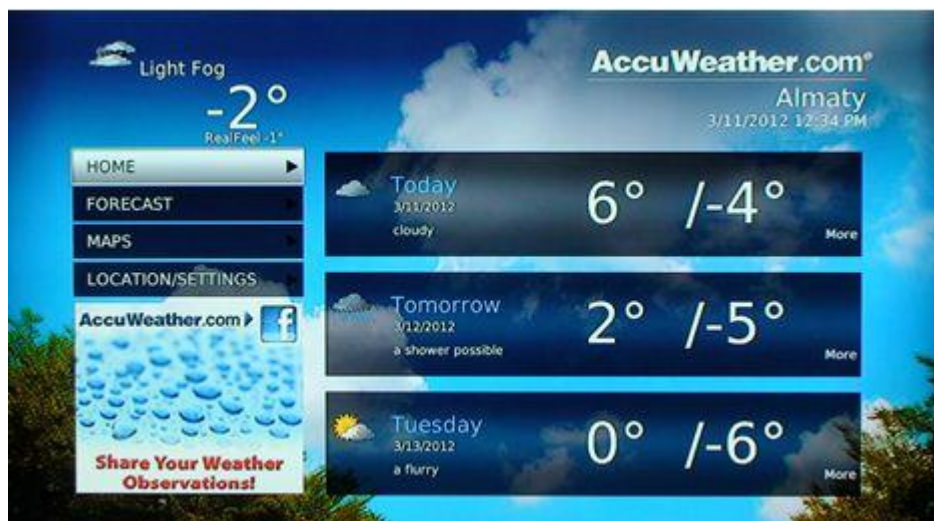 Light Fog
-2°
RealFeel -1°
AccuWeather.com®
Almaty
3/11/2012 12:34 PM
HOME
FORECAST
MAPS
LOCATION/SETTINGS
AccuWeather.com
f
Share Your Weather
Observations!
Today
3/11/2012
cloudy
6° /-4°
More
Tomorrow
3/12/2012
a shower possible
2° /-5°
More
Tuesday
3/13/2012
a flurry
0° /-6°
More